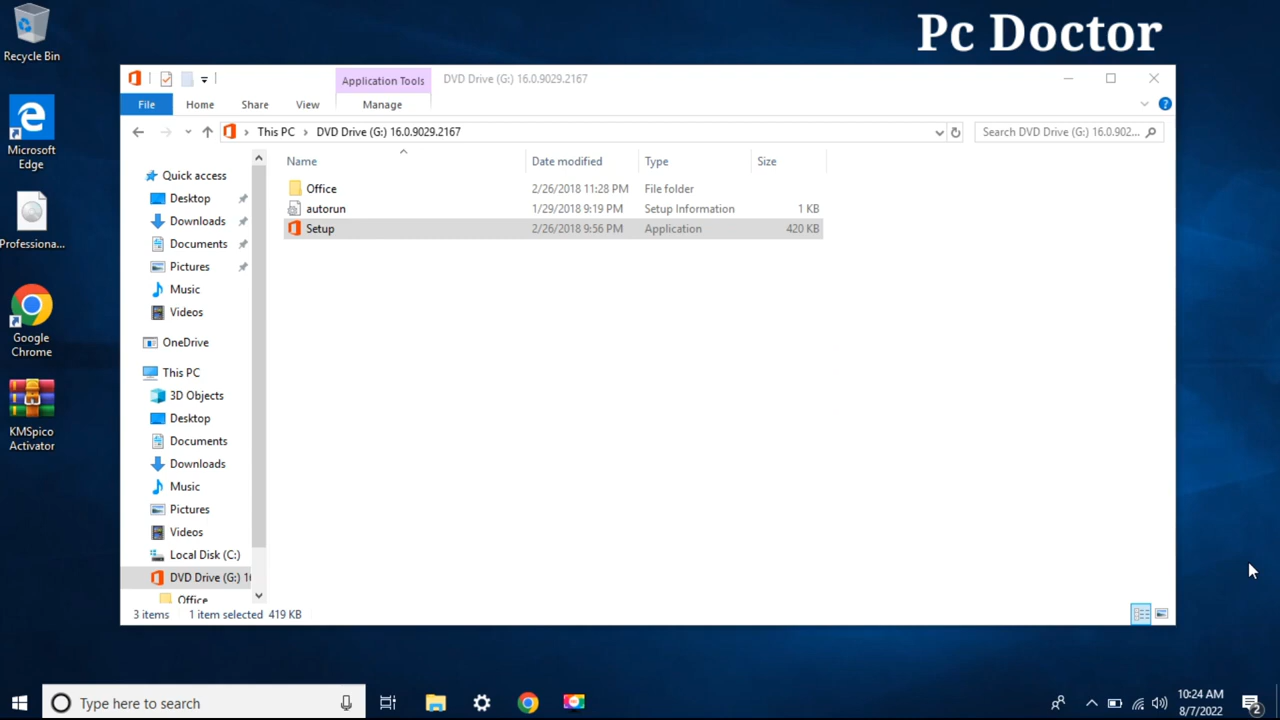 Pc Doctor
Recycle Bin
Microsoft
Edge
Professiona...
Google
Chrome
KMSpico
Activator
Application Tools
DVD Drive (G:) 16.0.9029.2167
File
Home
Share
View
Manage
This PC
DVD Drive (G:) 16.0.9029.2167
Search DVD Drive (G:) 16.0.902...
Name
Date modified
Type
Size
Office
2/26/2018 11:28 PM
File folder
autorun
1/29/2018 9:19 PM
Setup Information
1 KB
Setup
2/26/2018 9:56 PM
Application
420 KB
Quick access
Desktop
Downloads
Documents
Pictures
Music
Videos
OneDrive
This PC
3D Objects
Desktop
Documents
Downloads
Music
Pictures
Videos
Local Disk (C:)
DVD Drive (G:) 1
Office
3 items
1 item selected 419 KB
Type here to search
10:24 AM
8/7/2022
2